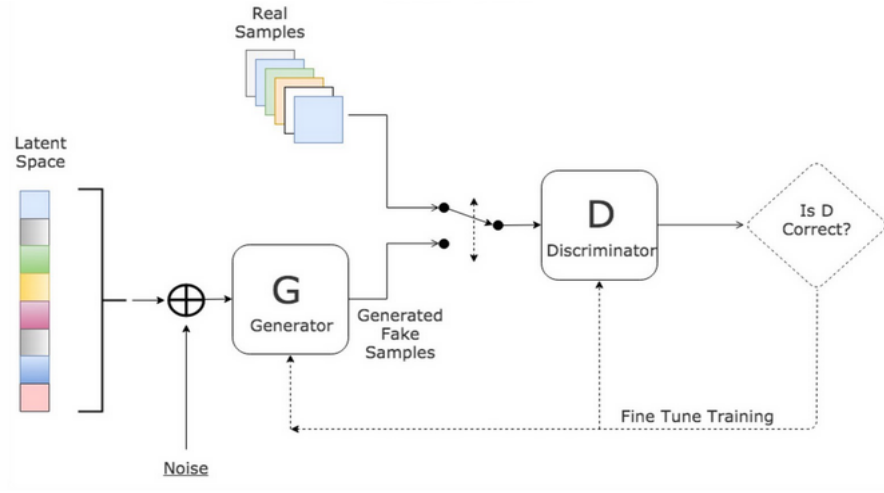 Real
Samples
Latent
Space
D
Discriminator
Is D
Correct?
G
Generator
Generated
Fake
Samples
Fine Tune Training
Noise